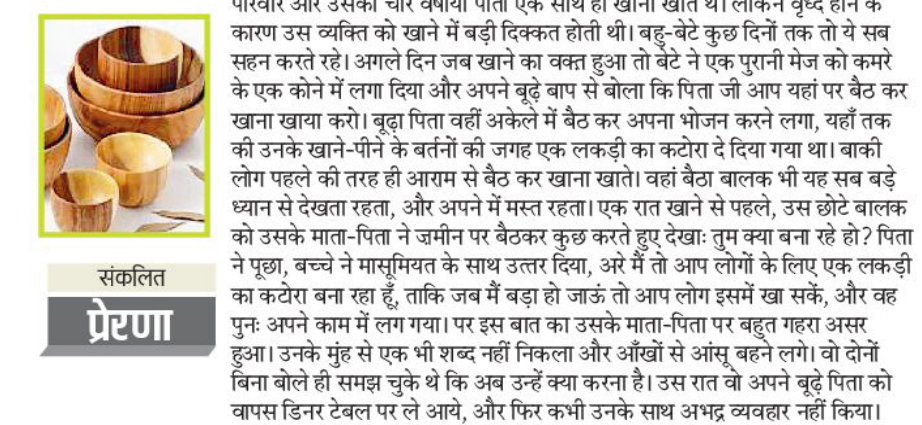 परिवार और उसका चार वर्षीय पोता एक साथ ही खाना खाते थे। लेकिन वृध्द होने के
कारण उस व्यक्ति को खाने में बड़ी दिक्कत होती थी। बहु-बेटे कुछ दिनों तक तो ये सब
सहन करते रहे। अगले दिन जब खाने का वक्त हुआ तो बेटे ने एक पुरानी मेज को कमरे
के एक कोने में लगा दिया और अपने बूढ़े बाप से बोला कि पिता जी आप यहां पर बैठ कर
खाना खाया करो। बूढ़ा पिता वहीं अकेले में बैठ कर अपना भोजन करने लगा, यहाँ तक
की उनके खाने-पीने के बर्तनों की जगह एक लकड़ी का कटोरा दे दिया गया था। बाकी
लोग पहले की तरह ही आराम से बैठ कर खाना खाते। वहां बैठा बालक भी यह सब बड़े
ध्यान से देखता रहता, और अपने में मस्त रहता। एक रात खाने से पहले, उस छोटे बालक
को उसके माता-पिता ने ज़मीन पर बैठकर कुछ करते हुए देखाः तुम क्या बना रहे हो? पिता
ने पूछा, बच्चे ने मासूमियत के साथ उत्तर दिया, अरे मैं तो आप लोगों के लिए एक लकड़ी
का कटोरा बना रहा हूँ, ताकि जब मैं बड़ा हो जाऊं तो आप लोग इसमें खा सकें, और वह
पुनः अपने काम में लग गया। पर इस बात का उसके माता-पिता पर बहुत गहरा असर
हुआ। उनके मुंह से एक भी शब्द नहीं निकला और आँखों से आंसू बहने लगे। वो दोनों
बिना बोले ही समझ चुके थे कि अब उन्हें क्या करना है। उस रात वो अपने बूढ़े पिता को
वापस डिनर टेबल पर ले आये, और फिर कभी उनके साथ अभद्र व्यवहार नहीं किया।
संकलित
प्रेरणा